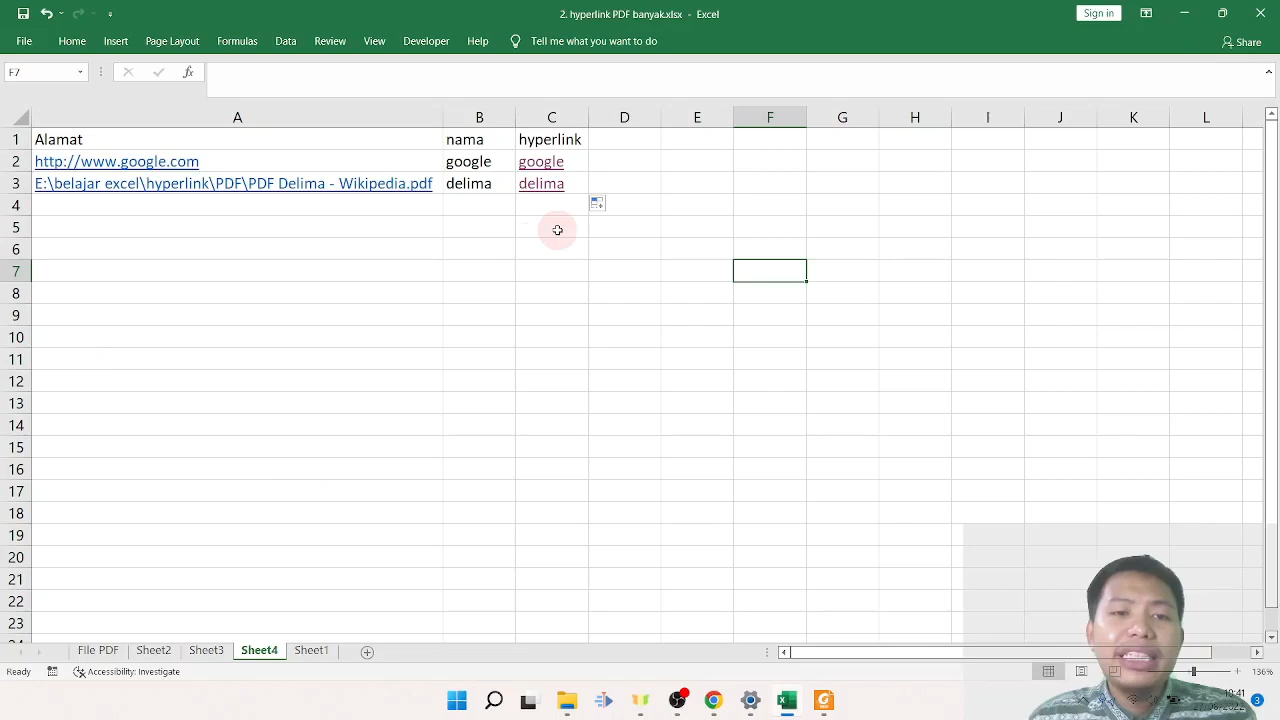 2. hyperlink PDF banyak.xlsx - Excel
Sign in
File Home Insert Page Layout Formulas Data Review View Developer Help Tell me what you want to do Share
F7 fx
A B C D E F G H I J K L
1 Alamat nama hyperlink
2 http://www.google.com google google
3 E:\belajar excel\hyperlink\PDF\PDF Delima - Wikipedia.pdf delima delima
4
5
6
7
8
9
10
11
12
13
14
15
16
17
18
19
20
21
22
23
File PDF Sheet2 Sheet3 Sheet4 Sheet1
Ready Accessibility: Investigate 136%
10:41
3